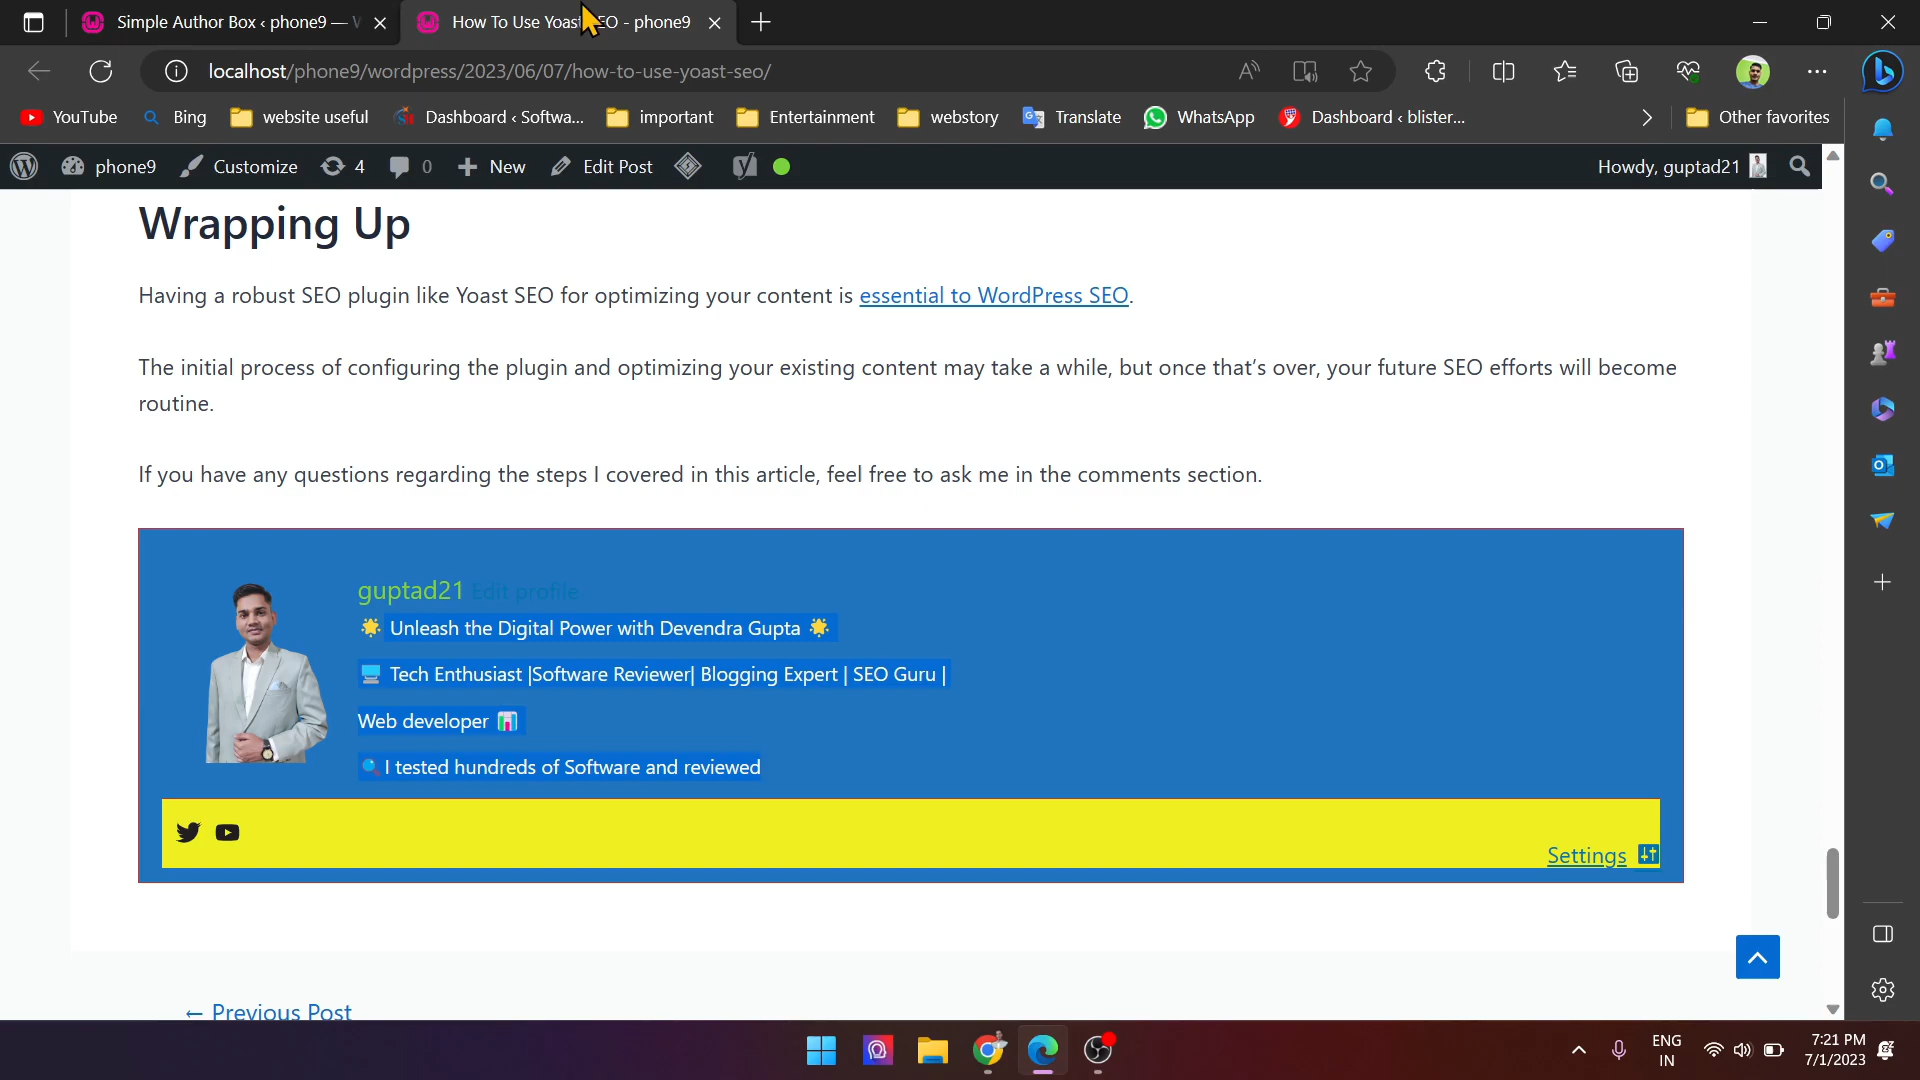 Simple Author Box ‹ phone9 — W
How To Use Yoast SEO - phone9
localhost/phone9/wordpress/2023/06/07/how-to-use-yoast-seo/
YouTube
Bing
website useful
Dashboard ‹ Softwa...
important
Entertainment
webstory
Translate
WhatsApp
Dashboard ‹ blister...
Other favorites
phone9
Customize
4
0
New
Edit Post
Howdy, guptad21
Wrapping Up
Having a robust SEO plugin like Yoast SEO for optimizing your content is essential to WordPress SEO.
The initial process of configuring the plugin and optimizing your existing content may take a while, but once that's over, your future SEO efforts will become
routine.
If you have any questions regarding the steps I covered in this article, feel free to ask me in the comments section.
guptad21 Edit profile
🌟 Unleash the Digital Power with Devendra Gupta 🌟
🖥️ Tech Enthusiast |Software Reviewer| Blogging Expert | SEO Guru |
Web developer 📊
🔍 I tested hundreds of Software and reviewed
Settings
← Previous Post
ENG
IN
7:21 PM
7/1/2023